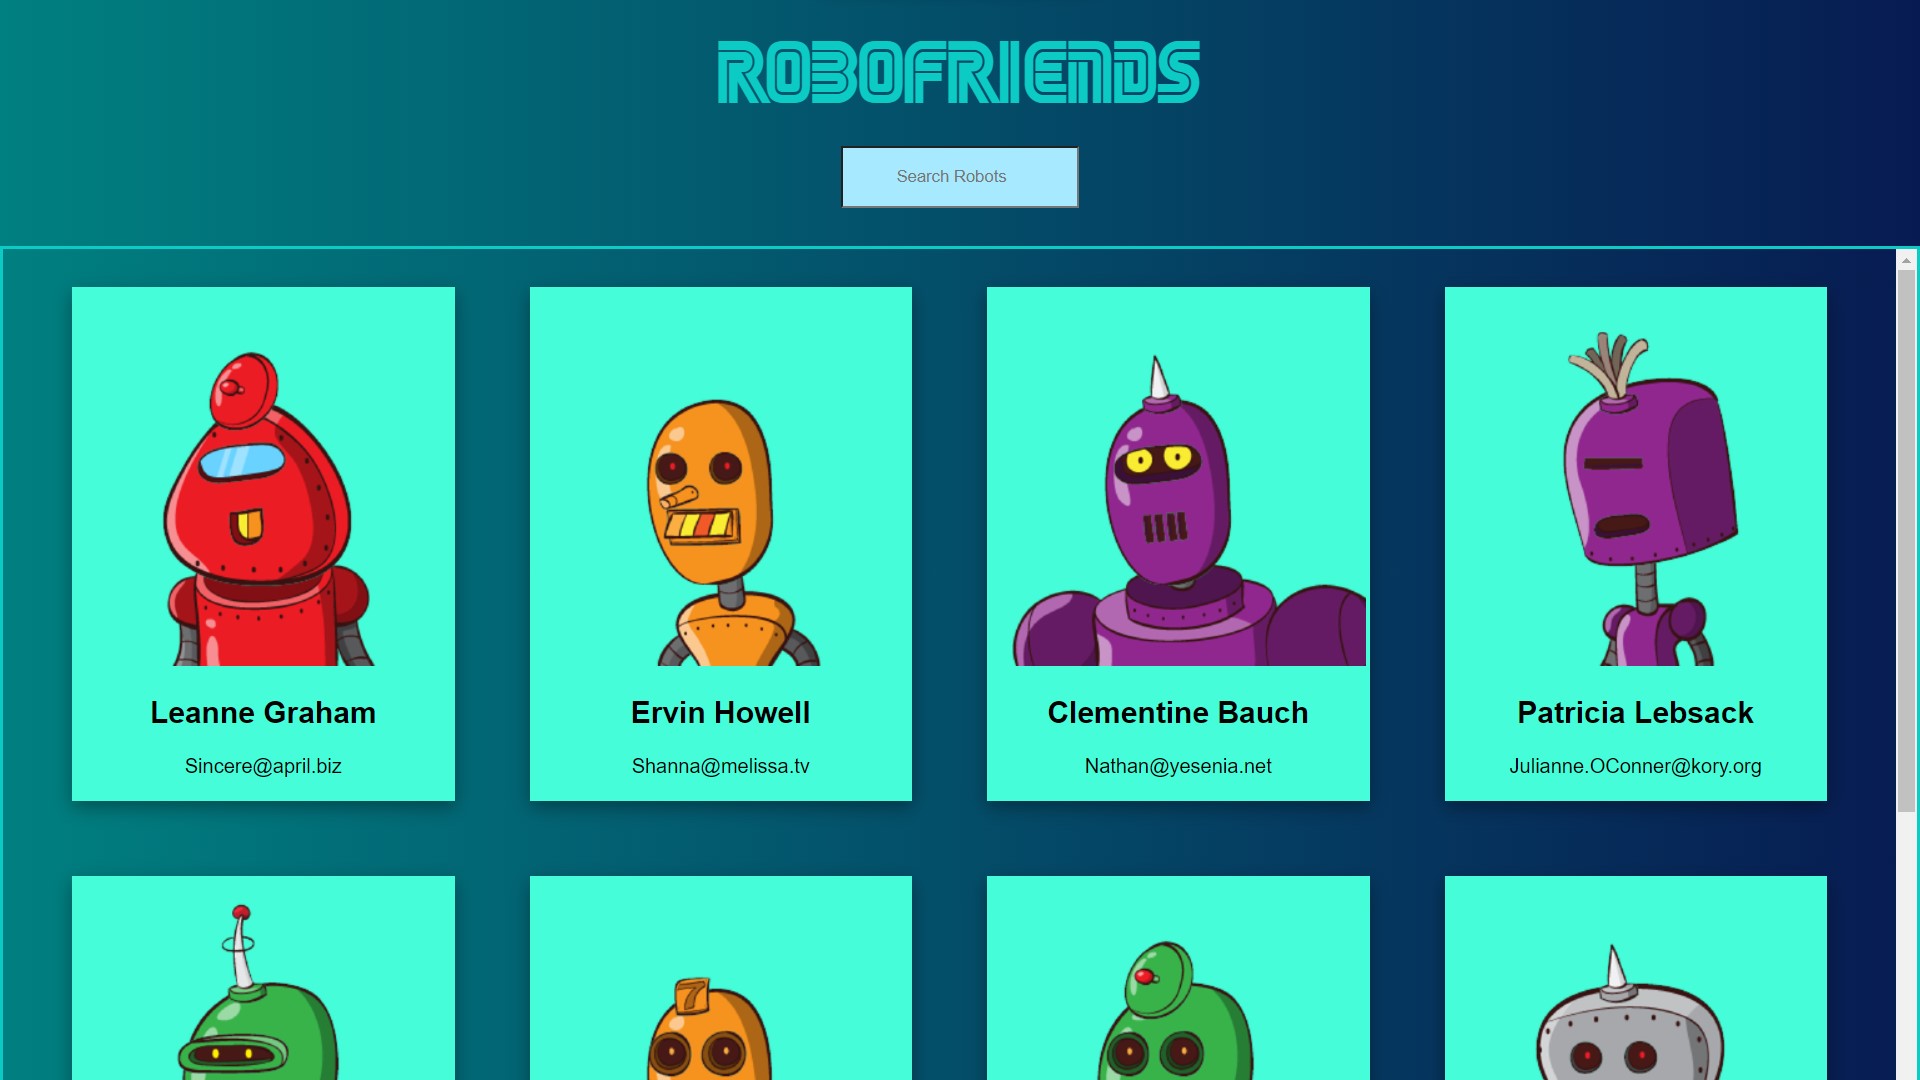 ROBOFRIENDS
Search Robots
Leanne Graham
Sincere@april.biz
Ervin Howell
Shanna@melissa.tv
Clementine Bauch
Nathan@yesenia.net
Patricia Lebsack
Julianne.OConner@kory.org
7